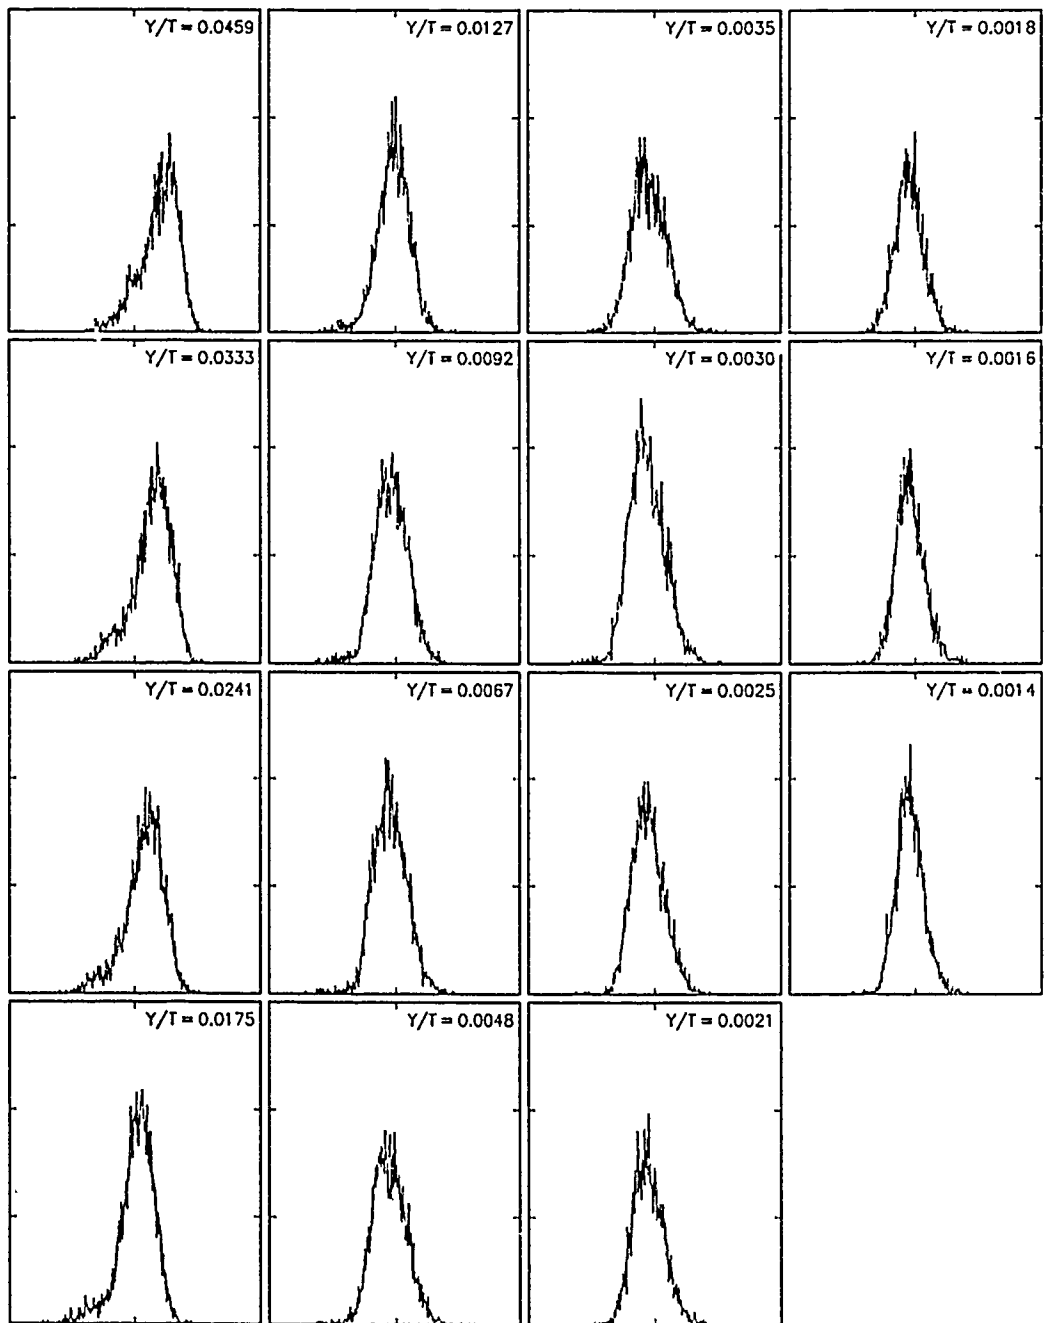 Y/T = 0.0459
Y/T = 0.0127
Y/T = 0.0035
Y/T = 0.0018
Y/T = 0.0333
Y/T = 0.0092
Y/T = 0.0030
Y/T = 0.0016
Y/T = 0.0241
Y/T = 0.0067
Y/T = 0.0025
Y/T = 0.0014
Y/T = 0.0175
Y/T = 0.0048
Y/T = 0.0021